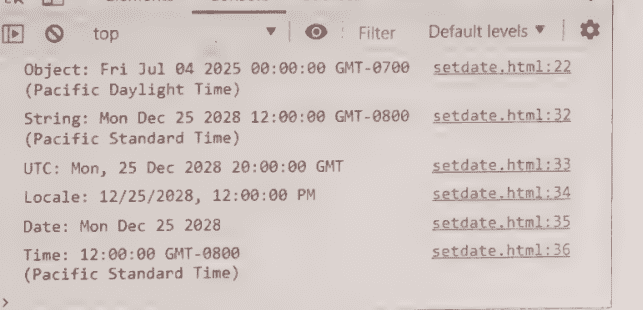 top Filter Default levels
Object: Fri Jul 04 2025 00:00:00 GMT-0700 setdate.html:22
(Pacific Daylight Time)
String: Mon Dec 25 2028 12:00:00 GMT-0800 setdate.html:32
(Pacific Standard Time)
UTC: Mon, 25 Dec 2028 20:00:00 GMT setdate.html:33
Locale: 12/25/2028, 12:00:00 PM setdate.html:34
Date: Mon Dec 25 2028 setdate.html:35
Time: 12:00:00 GMT-0800 setdate.html:36
(Pacific Standard Time)